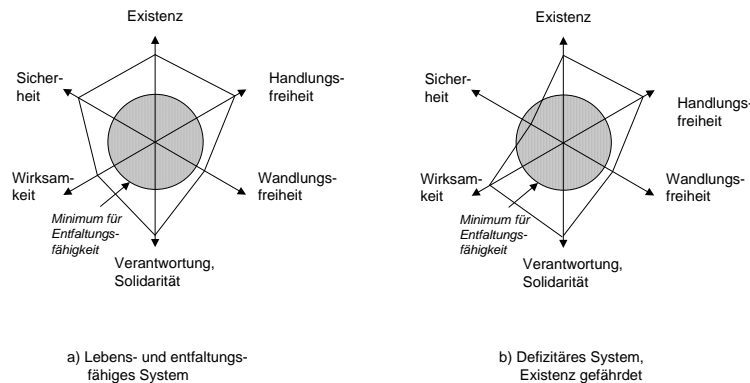 Existenz
Sicher-
heit
Handlungs-
freiheit
Wirksam-
keit
Wandlungs-
freiheit
Minimum für
Entfaltungs-
fähigkeit
Verantwortung,
Solidarität
a) Lebens- und entfaltungs-
fähiges System
Existenz
Sicher-
heit
Handlungs-
freiheit
Wirksam-
keit
Wandlungs-
freiheit
Minimum für
Entfaltungs-
fähigkeit
Verantwortung,
Solidarität
b) Defizitäres System,
Existenz gefährdet